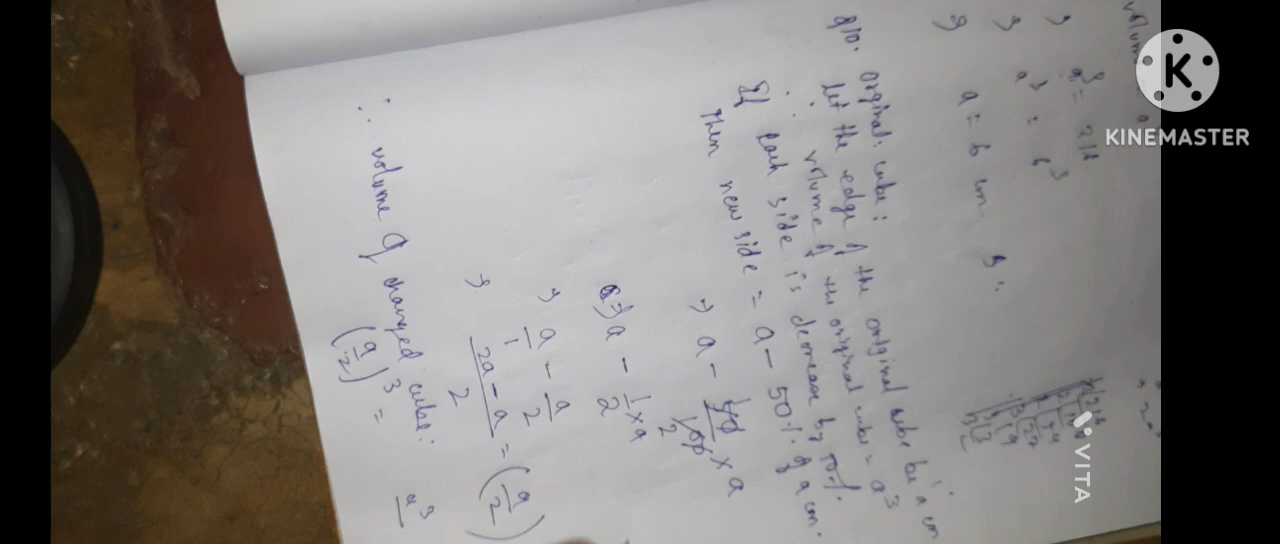 volume
a³ = 216
a³ = 6³
a = 6 cm
Q10. Orginal cube:
let the edge of the original cube be 'a' cm
∴ volume of the original cube = a³
If Each side is decrease by 50%.
Then new side = a - 50% of a cm.
⇒ a - 50/100 × a
a - 1/2 × a
⇒ a/1 - a/2
⇒ (2a - a)/2 = (a/2)
∴ volume of changed cube:
(a/2)³ = a³
K
KINEMASTER
VITA